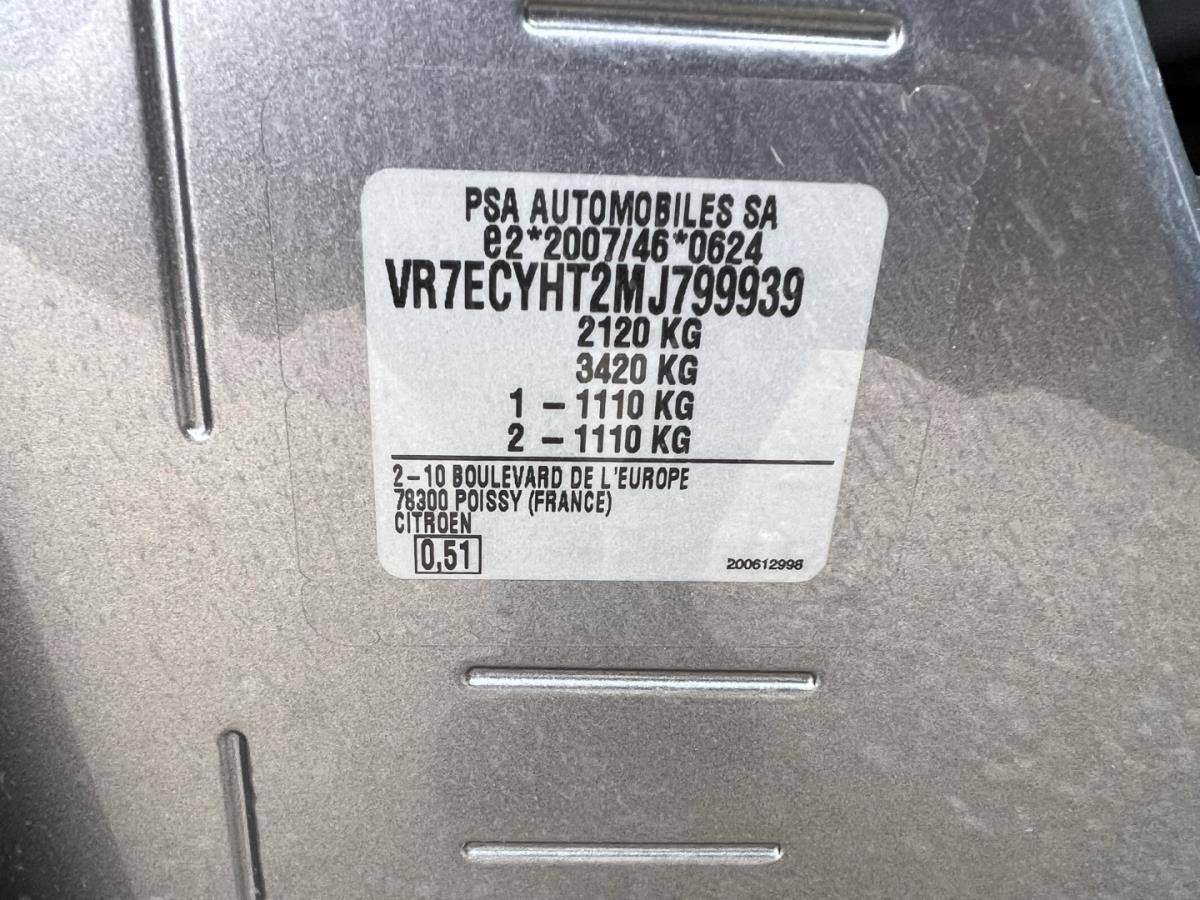 PSA AUTOMOBILES SA
e2*2007/46*0624
VR7ECYHT2MJ799939
2120 KG
3420 KG
1 – 1110 KG
2 – 1110 KG
2–10 BOULEVARD DE L'EUROPE
78300 POISSY (FRANCE)
CITROEN
0,51
200612998